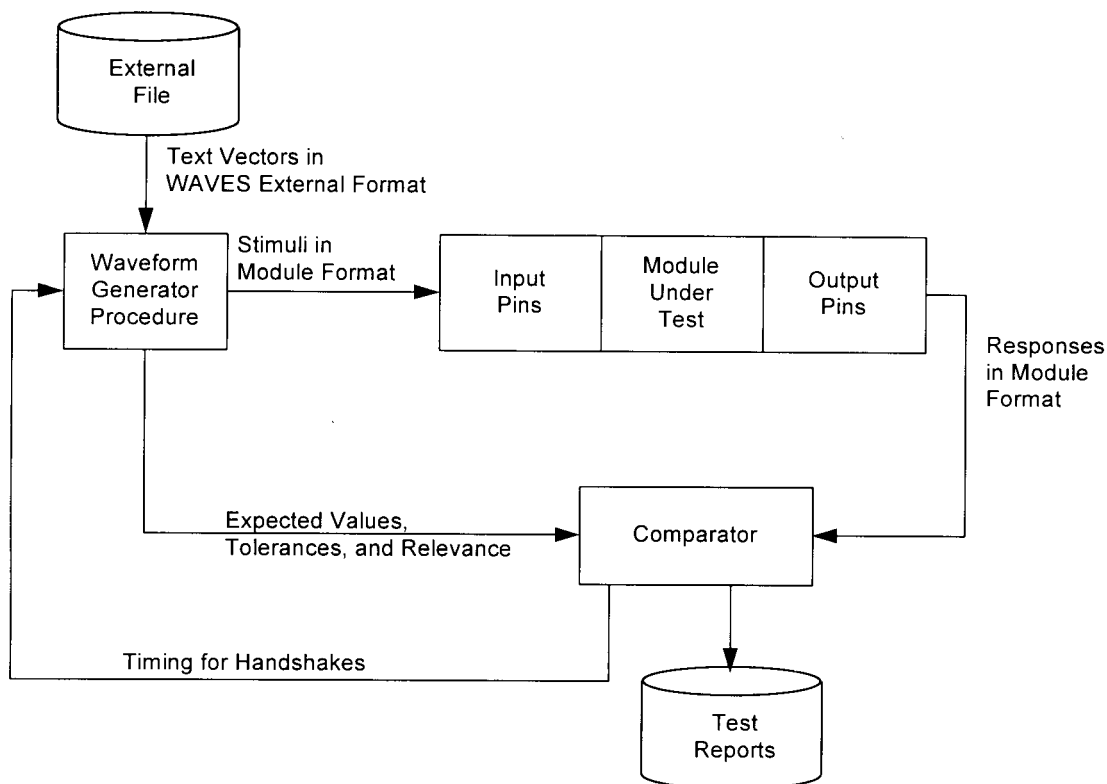 External
File
Text Vectors in
WAVES External Format
Waveform
Generator
Procedure
Stimuli in
Module Format
Input
Pins
Module
Under
Test
Output
Pins
Responses
in Module
Format
Expected Values,
Tolerances, and Relevance
Comparator
Timing for Handshakes
Test
Reports